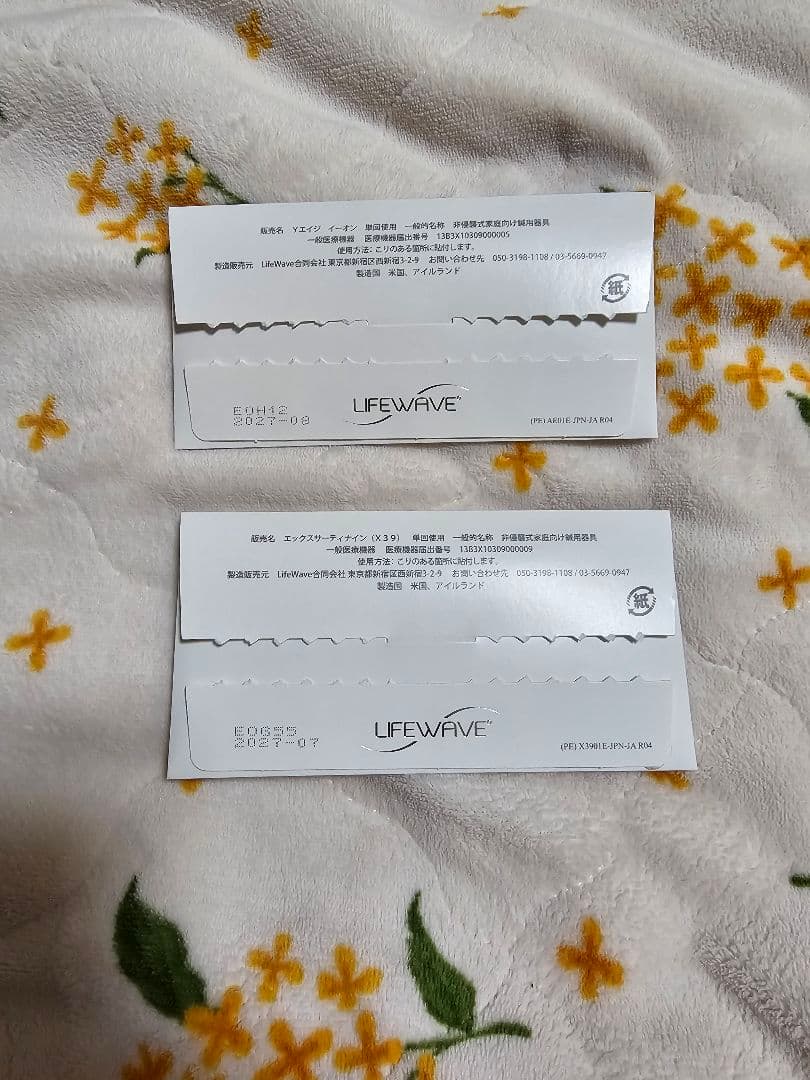 販売名 Yエイジ イーオン 単回使用 一般的名称 非侵襲式家庭向け鍼用器具
一般医療機器 医療機器届出番号 13B3X10309000005
使用方法：こりのある箇所に貼付します。
製造販売元 LifeWave合同会社 東京都新宿区西新宿3-2-9 お問い合わせ先 050-3198-1108 / 03-5669-0947
製造国 米国、アイルランド
紙
LIFEWAVE
E0H42
2027-08
(PE) AE01E-JPN-JA R04
販売名 エックスサーティナイン（X39） 単回使用 一般的名称 非侵襲式家庭向け鍼用器具
一般医療機器 医療機器届出番号 13B3X10309000009
使用方法：こりのある箇所に貼付します。
製造販売元 LifeWave合同会社 東京都新宿区西新宿3-2-9 お問い合わせ先 050-3198-1108 / 03-5669-0947
製造国 米国、アイルランド
紙
LIFEWAVE
E0G55
2027-07
(PE) X3901E-JPN-JA R04